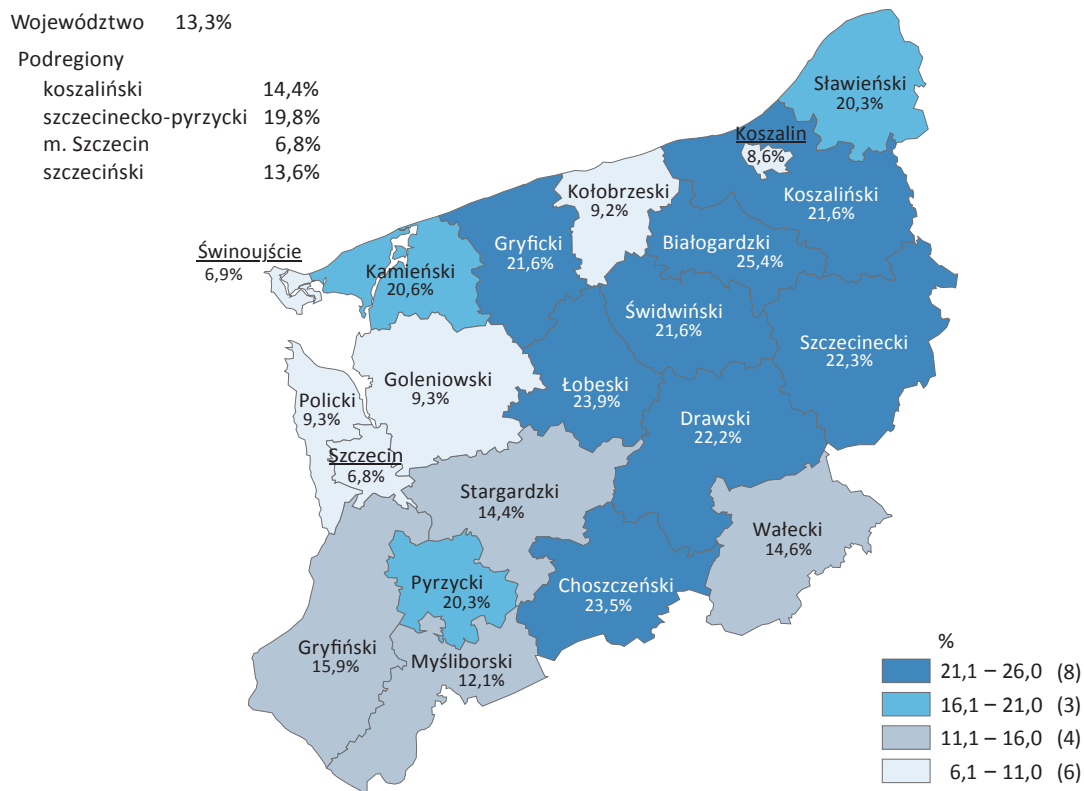 Województwo 13,3%
Podregiony
koszaliński 14,4%
szczecinecko-pyrzycki 19,8%
m. Szczecin 6,8%
szczeciński 13,6%
Sławieński
20,3%
Koszalin
8,6%
Kołobrzeski
9,2%
Koszaliński
21,6%
Gryficki
21,6%
Białogardzki
25,4%
Świnoujście
6,9%
Kamieński
20,6%
Świdwiński
21,6%
Szczecinecki
22,3%
Goleniowski
9,3%
Łobeski
23,9%
Policki
9,3%
Drawski
22,2%
Szczecin
6,8%
Stargardzki
14,4%
Wałecki
14,6%
Pyrzycki
20,3%
Choszczeński
23,5%
Gryfiński
15,9%
Myśliborski
12,1%
%
21,1 – 26,0 (8)
16,1 – 21,0 (3)
11,1 – 16,0 (4)
6,1 – 11,0 (6)